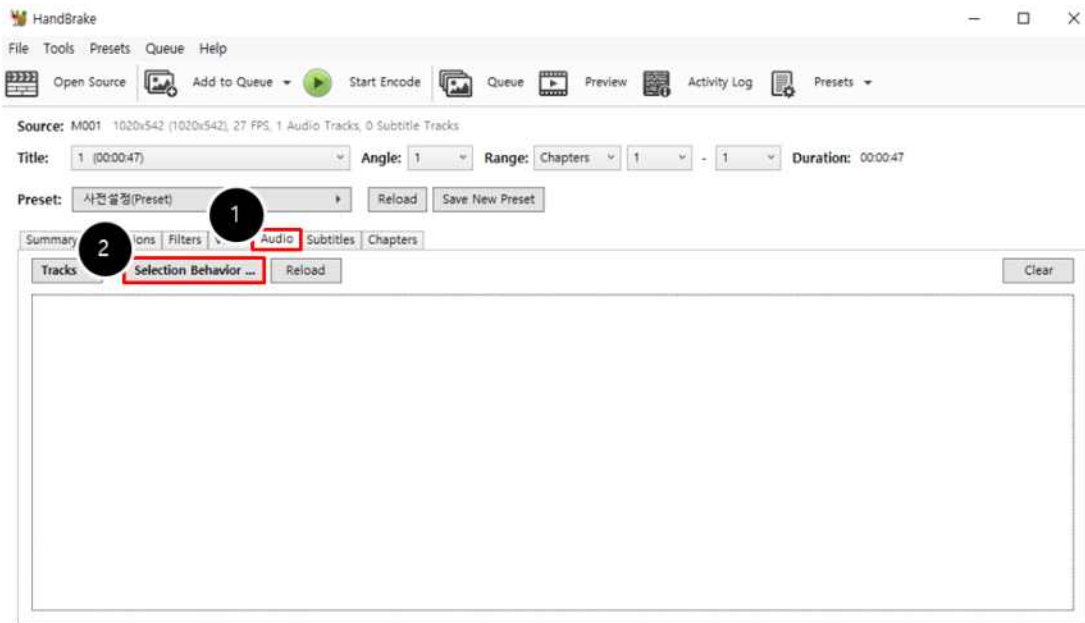 HandBrake
File Tools Presets Queue Help
Open Source Add to Queue Start Encode Queue Preview Activity Log Presets
Source: M001 1020x542 (1020x542), 27 FPS, 1 Audio Tracks, 0 Subtitle Tracks
Title: 1 (00:00:47) Angle: 1 Range: Chapters 1 - 1 Duration: 00:00:47
Preset: 사전설정(Preset) Reload Save New Preset
1
Summary ions Filters Audio Subtitles Chapters
2
Tracks Selection Behavior ... Reload Clear